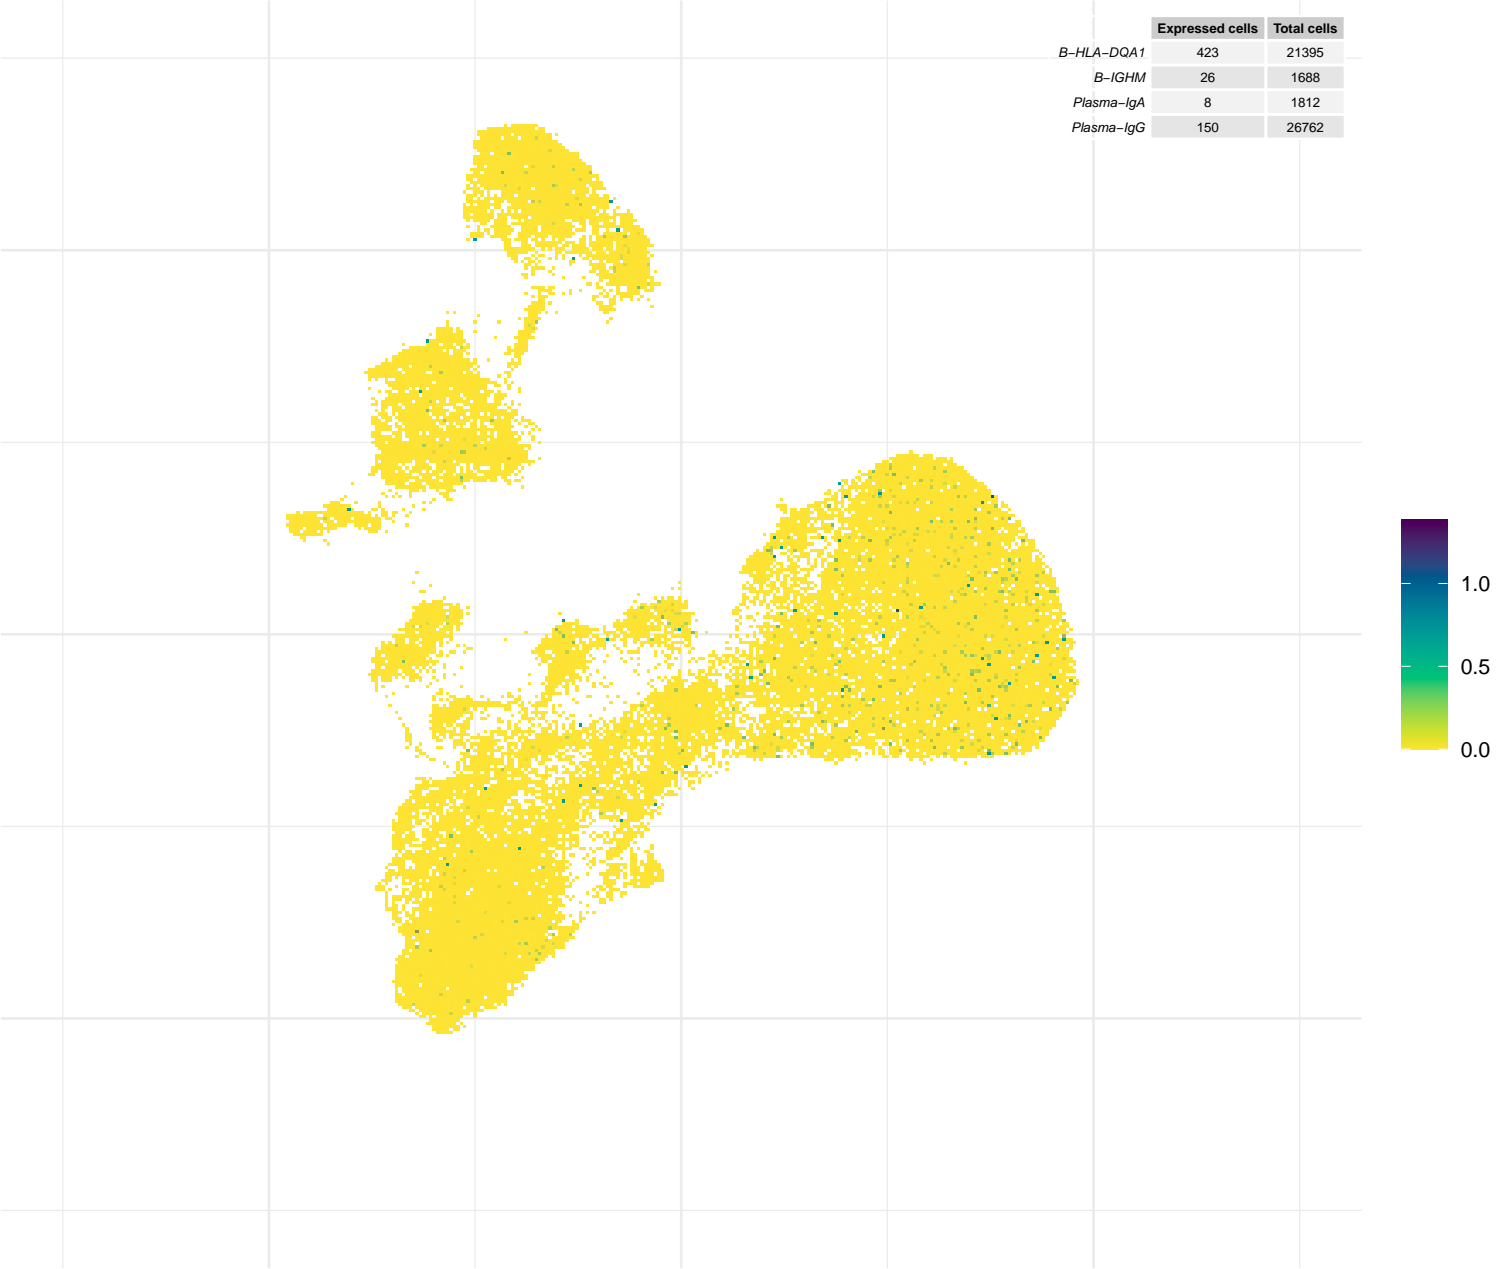 Expressed cells Total cells
B−HLA−DQA1 423 21395
B−IGHM 26 1688
Plasma−IgA 8 1812
Plasma−IgG 150 26762
1.0
0.5
0.0